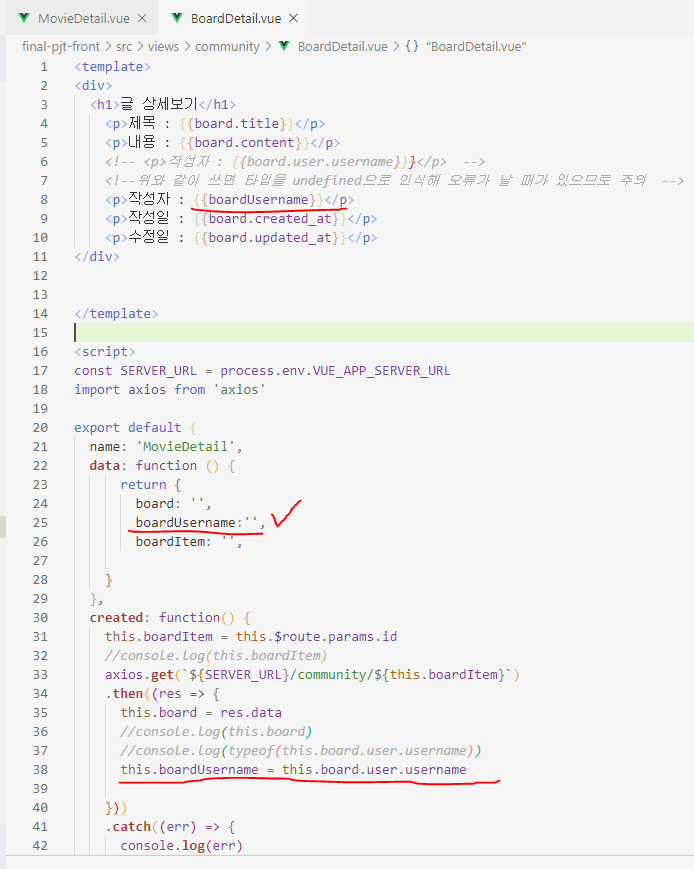 MovieDetail.vue ×
BoardDetail.vue ×
final-pjt-front > src > views > community > BoardDetail.vue > {} "BoardDetail.vue"
1 <template>
2 <div>
3 <h1>글 상세보기</h1>
4 <p>제목 : {{board.title}}</p>
5 <p>내용 : {{board.content}}</p>
6 <!-- <p>작성자 : {{board.user.username}}}</p>  -->
7 <!--위와 같이 쓰면 타입을 undefined으로 인식해 오류가 날 때가 있으므로 주의  -->
8 <p>작성자 : {{boardUsername}}</p>
9 <p>작성일 : {{board.created_at}}</p>
10 <p>수정일 : {{board.updated_at}}</p>
11 </div>
12
13
14 </template>
15
16 <script>
17 const SERVER_URL = process.env.VUE_APP_SERVER_URL
18 import axios from 'axios'
19
20 export default {
21 name: 'MovieDetail',
22 data: function () {
23 return {
24 board: '',
25 boardUsername:'',
26 boardItem: '',
27
28 }
29 },
30 created: function() {
31 this.boardItem = this.$route.params.id
32 //console.log(this.boardItem)
33 axios.get(`${SERVER_URL}/community/${this.boardItem}`)
34 .then((res => {
35 this.board = res.data
36 //console.log(this.board)
37 //console.log(typeof(this.board.user.username))
38 this.boardUsername = this.board.user.username
39
40 }))
41 .catch((err) => {
42 console.log(err)